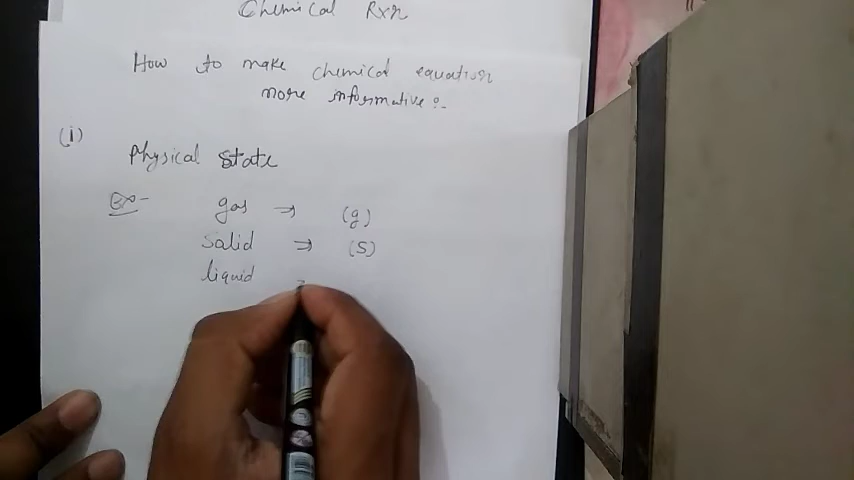 Chemical Rxn
How to make chemical equation
more informative :-
(i)
Physical State
Ex- gas → (g)
Solid → (S)
liquid